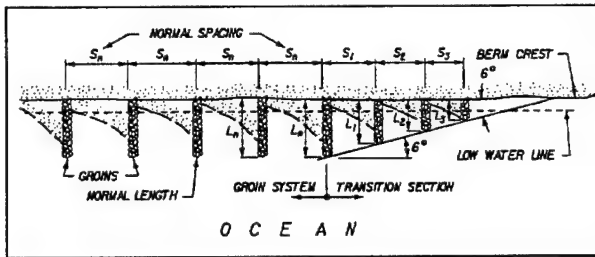 NORMAL SPACING
Sn Sn Sn Sn S1 S2 S3
BERM CREST
6°
Ln Ln L1 L2 L3
6°
LOW WATER LINE
GROINS
NORMAL LENGTH
GROIN SYSTEM TRANSITION SECTION
OCEAN